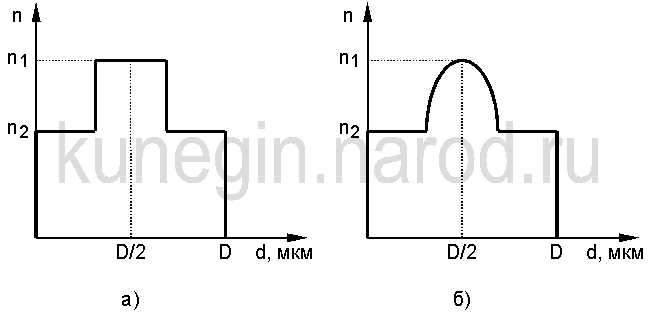 n n
n1 n1
n2 n2
kunegin.narod.ru
D/2 D d, мкм D/2 D d, мкм
а) б)